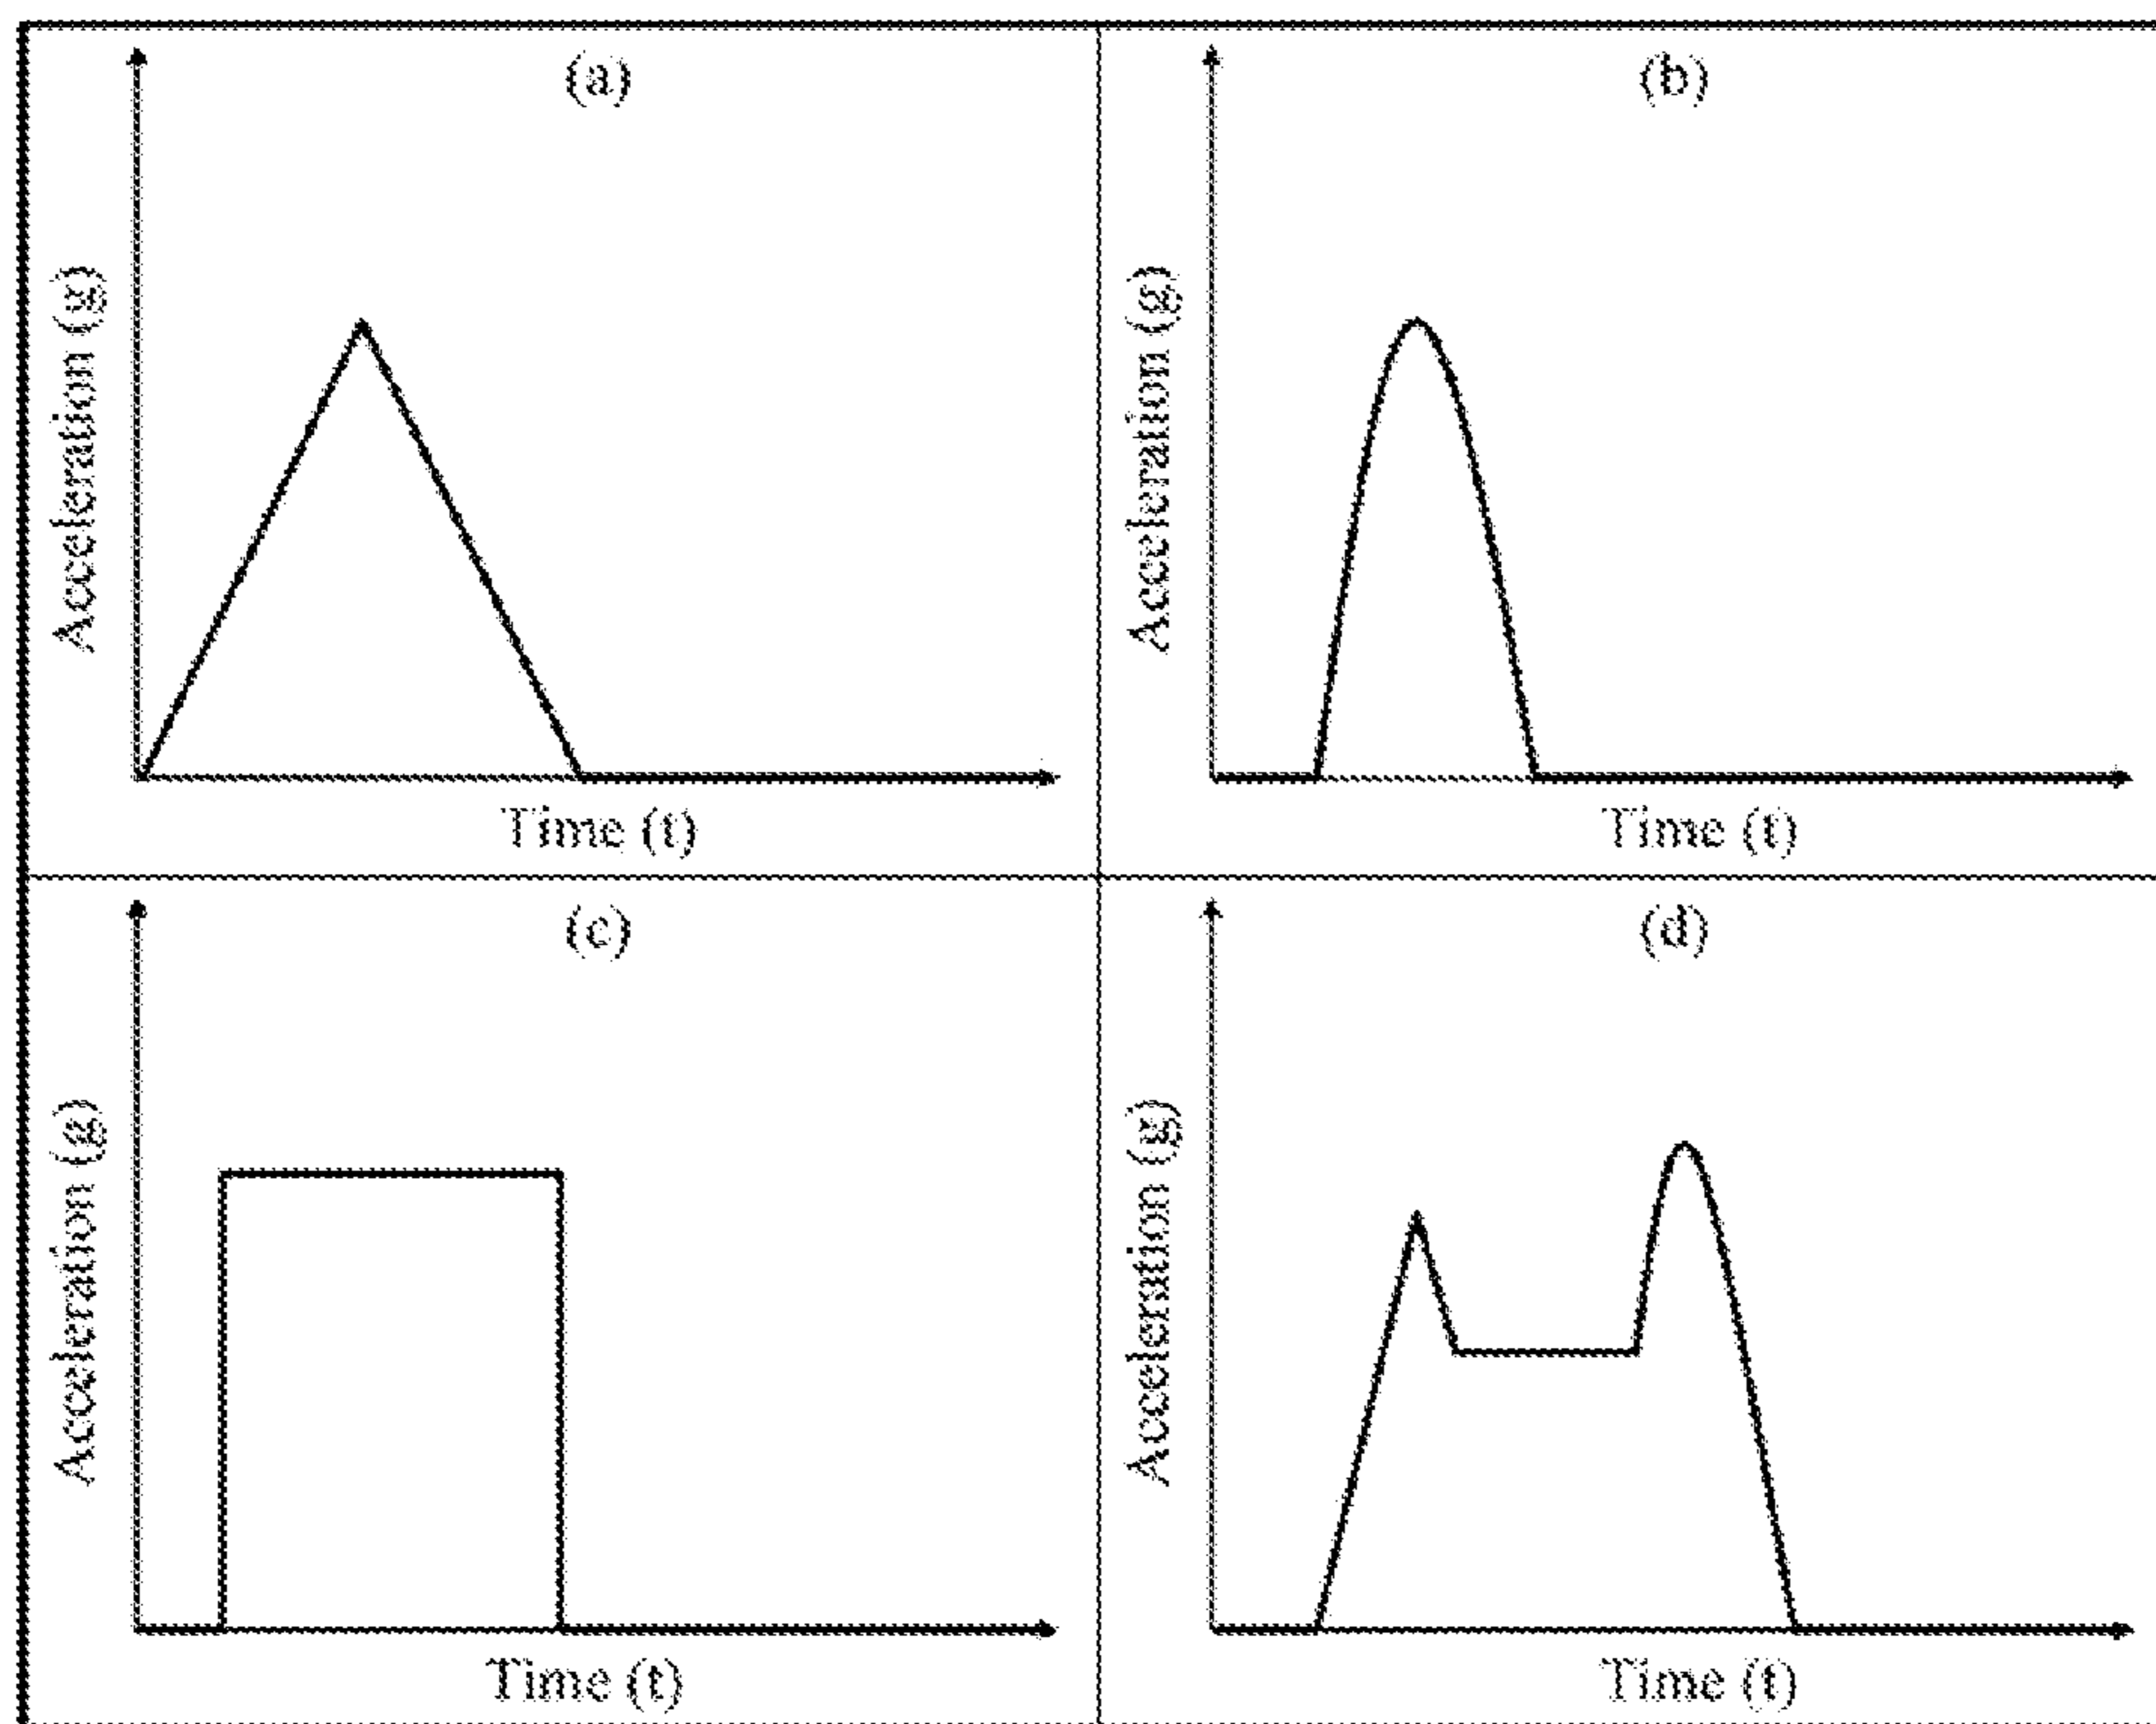 (a)
Acceleration (g)
Time (t)
(b)
Acceleration (g)
Time (t)
(c)
Acceleration (g)
Time (t)
(d)
Acceleration (g)
Time (t)